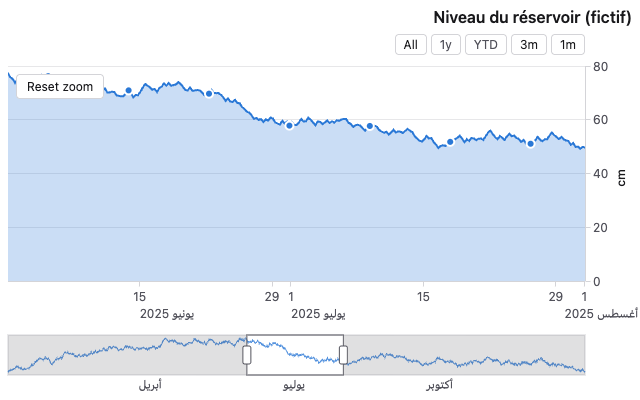 Niveau du réservoir (fictif)
All 1y YTD 3m 1m
Reset zoom
80
60
40
20
0
cm
15 29 1 15 29 1
يونيو 2025 يوليو 2025 أغسطس 2025
أبريل يوليو أكتوبر